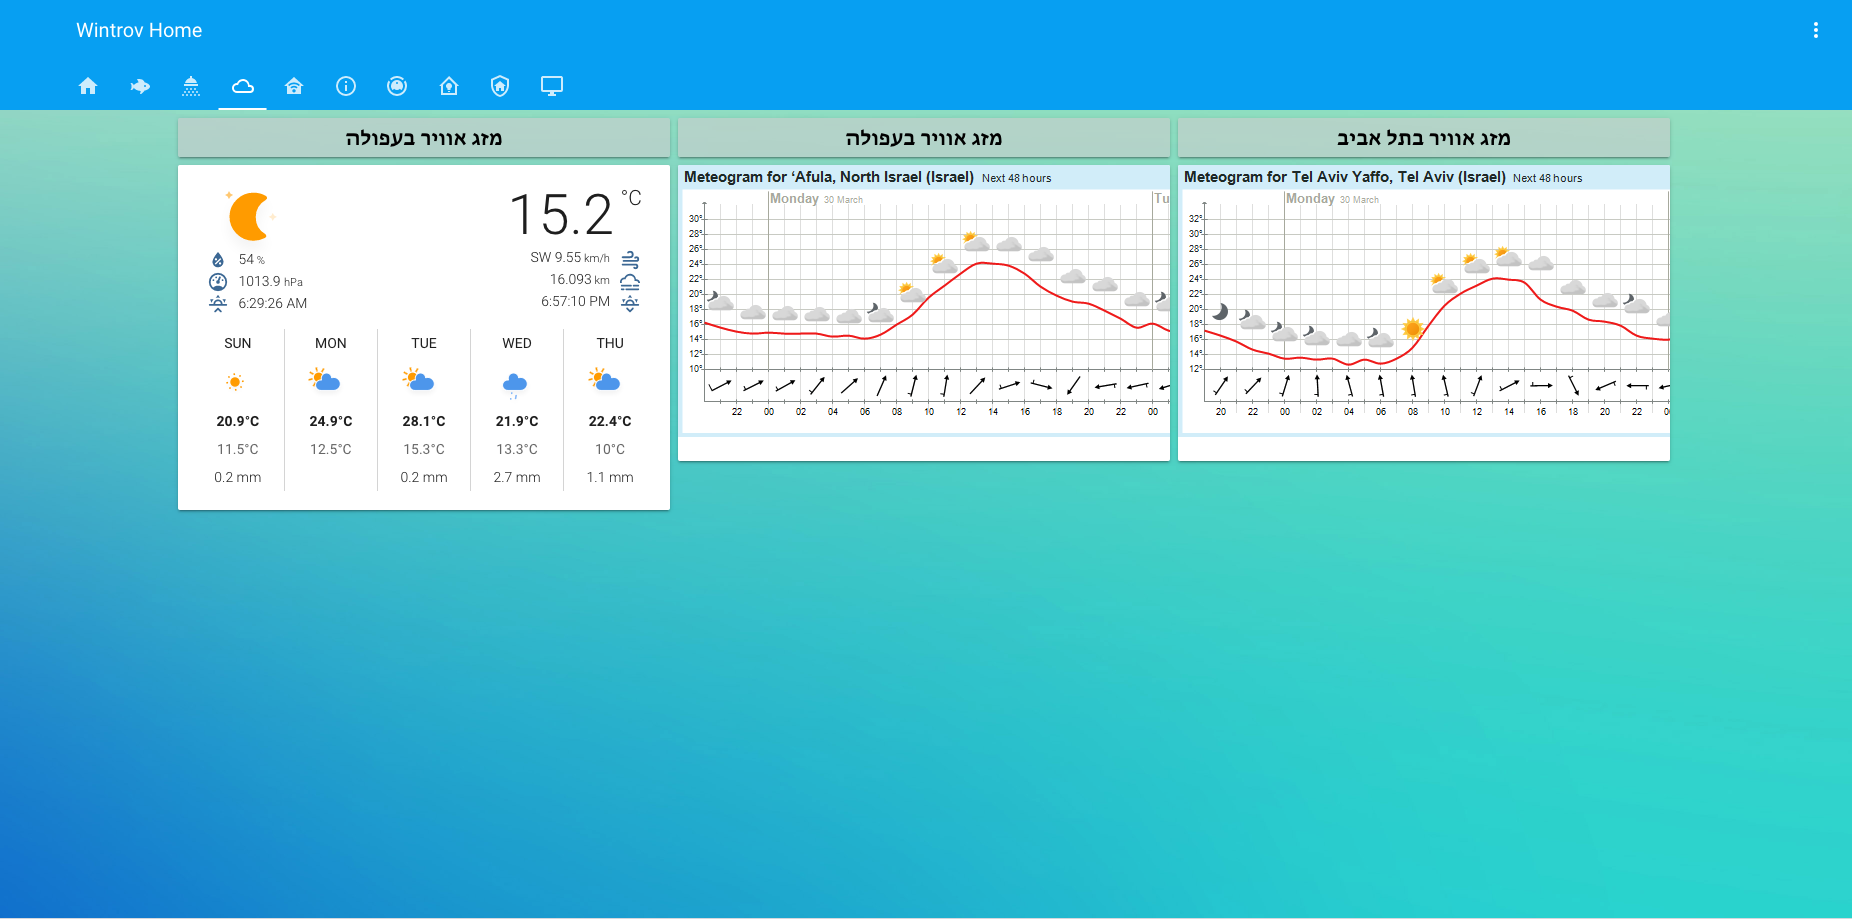 Wintrov Home
מזג אוויר בעפולה
15.2 °C
54 %
SW 9.55 km/h
1013.9 hPa
16.093 km
6:29:26 AM
6:57:10 PM
SUN MON TUE WED THU
20.9°C 24.9°C 28.1°C 21.9°C 22.4°C
11.5°C 12.5°C 15.3°C 13.3°C 10°C
0.2 mm 0.2 mm 2.7 mm 1.1 mm
מזג אוויר בעפולה
Meteogram for ‘Afula, North Israel (Israel) Next 48 hours
Monday 30 March Tu
30°
28°
26°
24°
22°
20°
18°
16°
14°
12°
10°
22 00 02 04 06 08 10 12 14 16 18 20 22 00
מזג אוויר בתל אביב
Meteogram for Tel Aviv Yaffo, Tel Aviv (Israel) Next 48 hours
Monday 30 March
32°
30°
28°
26°
24°
22°
20°
18°
16°
14°
12°
20 22 00 02 04 06 08 10 12 14 16 18 20 22 0